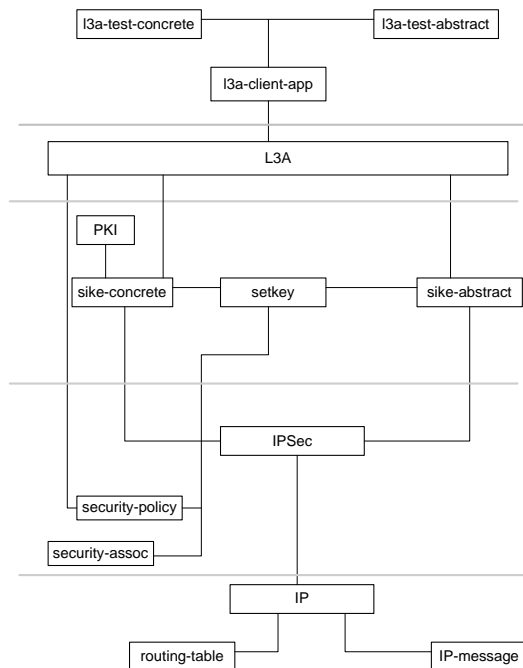 l3a-test-concrete
l3a-test-abstract
l3a-client-app
L3A
PKI
sike-concrete
setkey
sike-abstract
IPSec
security-policy
security-assoc
IP
routing-table
IP-message